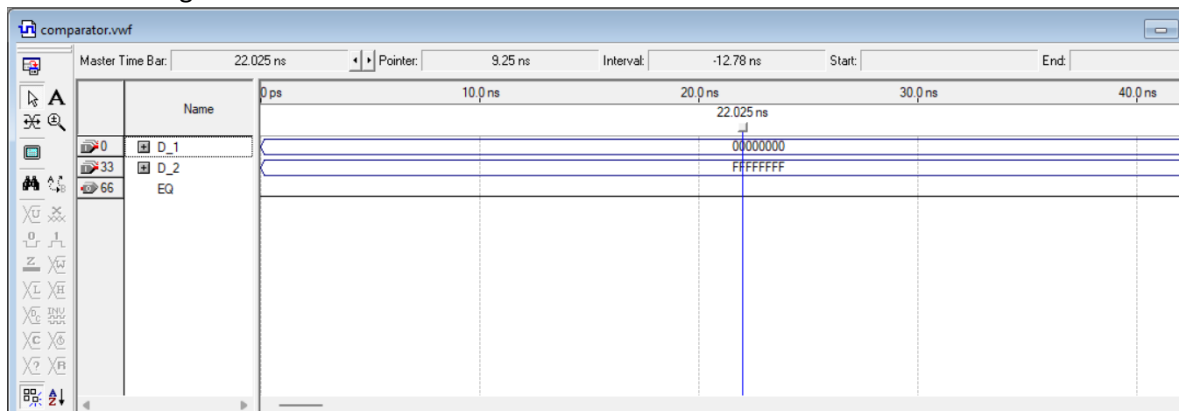 comparator.vwf
Master Time Bar: 22.025 ns Pointer: 9.25 ns Interval: -12.78 ns Start: End:
A
Name
0 ps 10.0 ns 20.0 ns 30.0 ns 40.0 ns
22.025 ns
0 D_1 00000000
33 D_2 FFFFFFFF
66 EQ